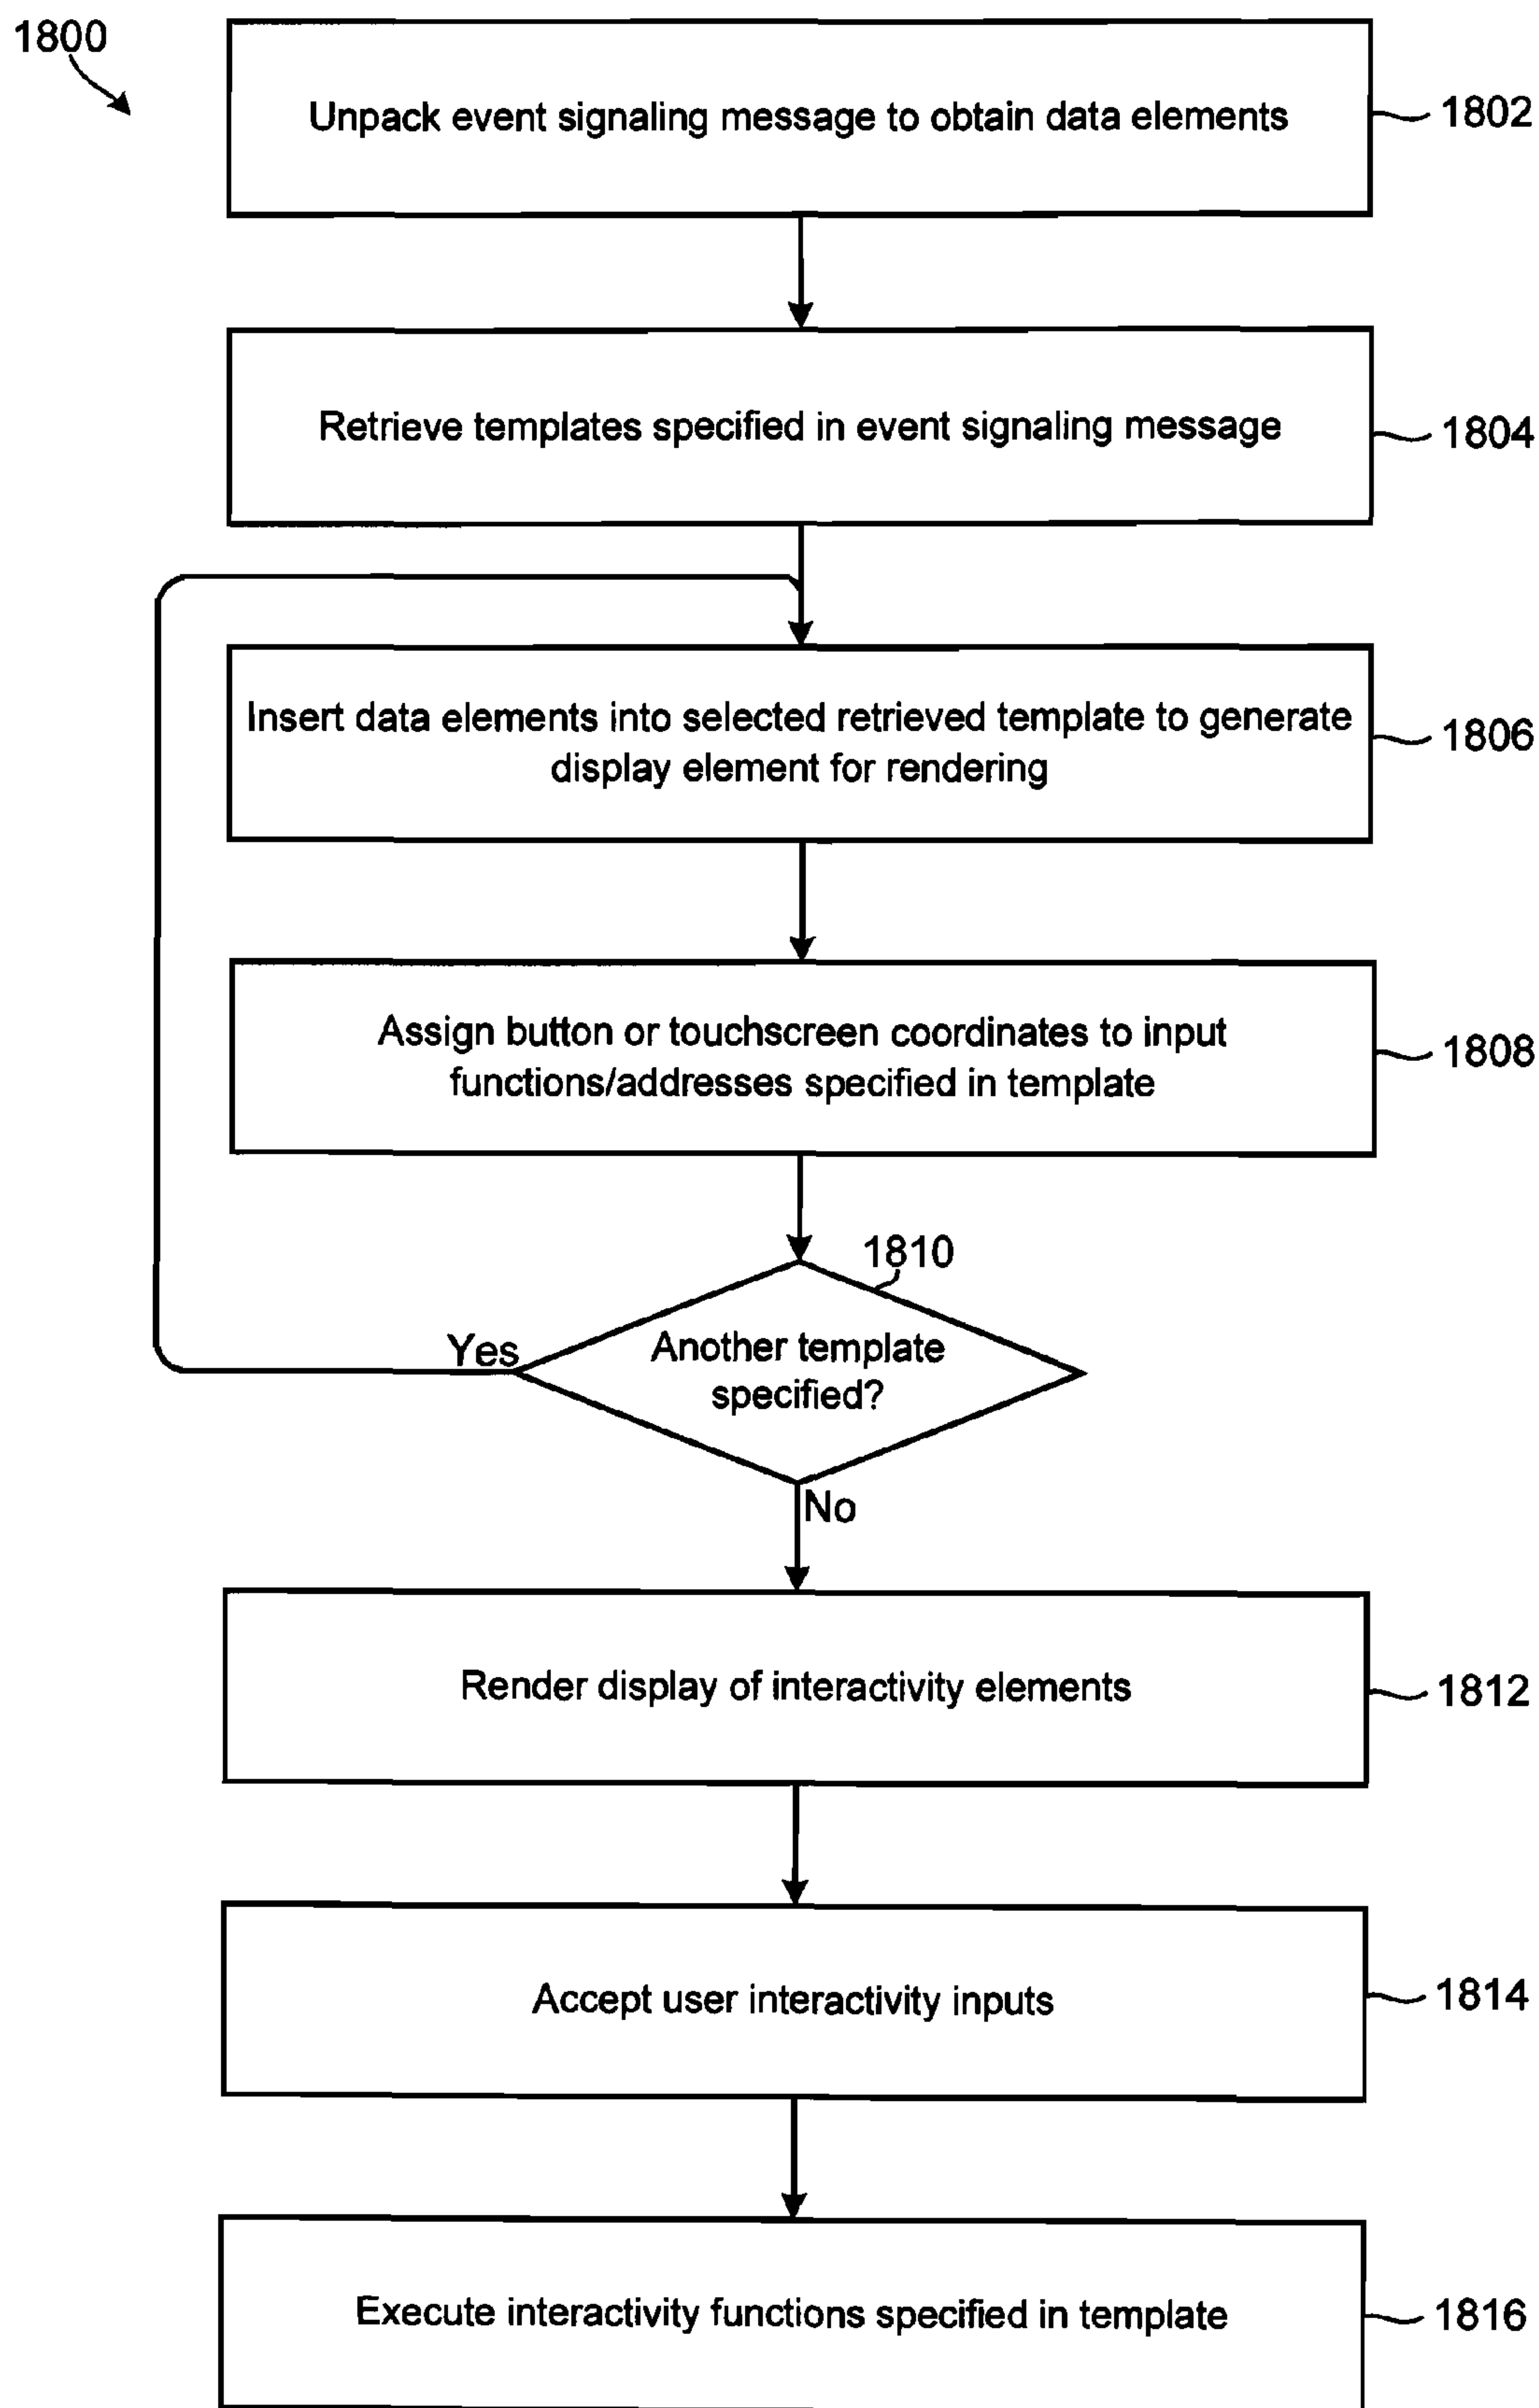 1800
Unpack event signaling message to obtain data elements
1802
Retrieve templates specified in event signaling message
1804
Insert data elements into selected retrieved template to generate
display element for rendering
1806
Assign button or touchscreen coordinates to input
functions/addresses specified in template
1808
1810
Another template
specified?
Yes
No
Render display of interactivity elements
1812
Accept user interactivity inputs
1814
Execute interactivity functions specified in template
1816